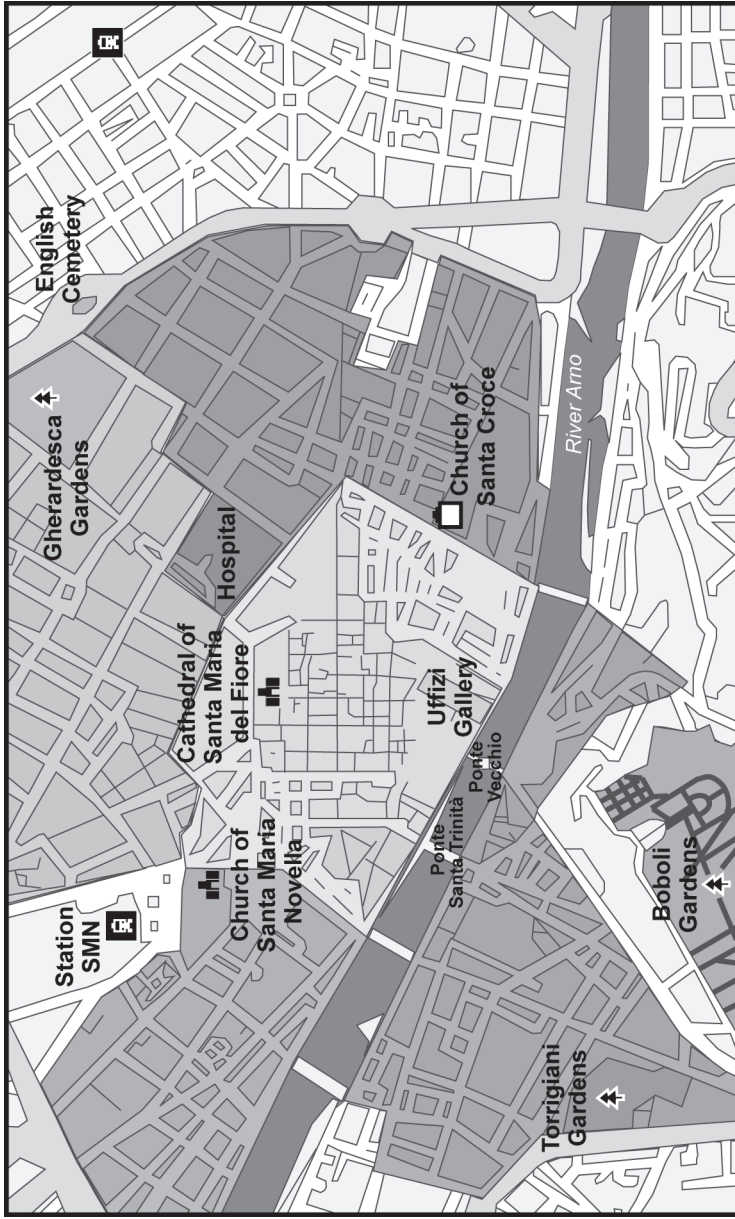 Station
SMN
Church of
Santa Maria
Novella
Cathedral of
Santa Maria
del Fiore
Hospital
Gherardesca
Gardens
English
Cemetery
Torrigiani
Gardens
Boboli
Gardens
Ponte
Santa Trinità
Ponte
Vecchio
Uffizi
Gallery
Church of
Santa Croce
River Arno